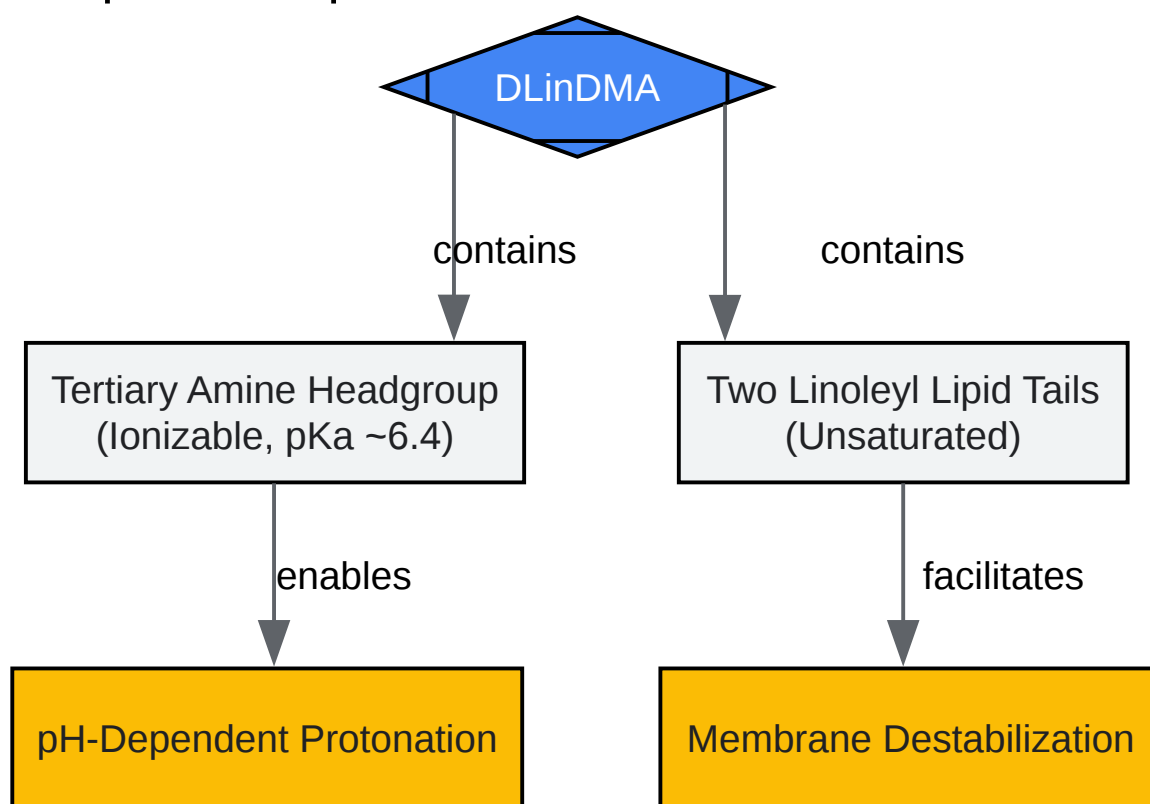 DLinDMA
contains
contains
Tertiary Amine Headgroup
(Ionizable, pKa ~6.4)
Two Linoleyl Lipid Tails
(Unsaturated)
enables
facilitates
pH-Dependent Protonation
Membrane Destabilization